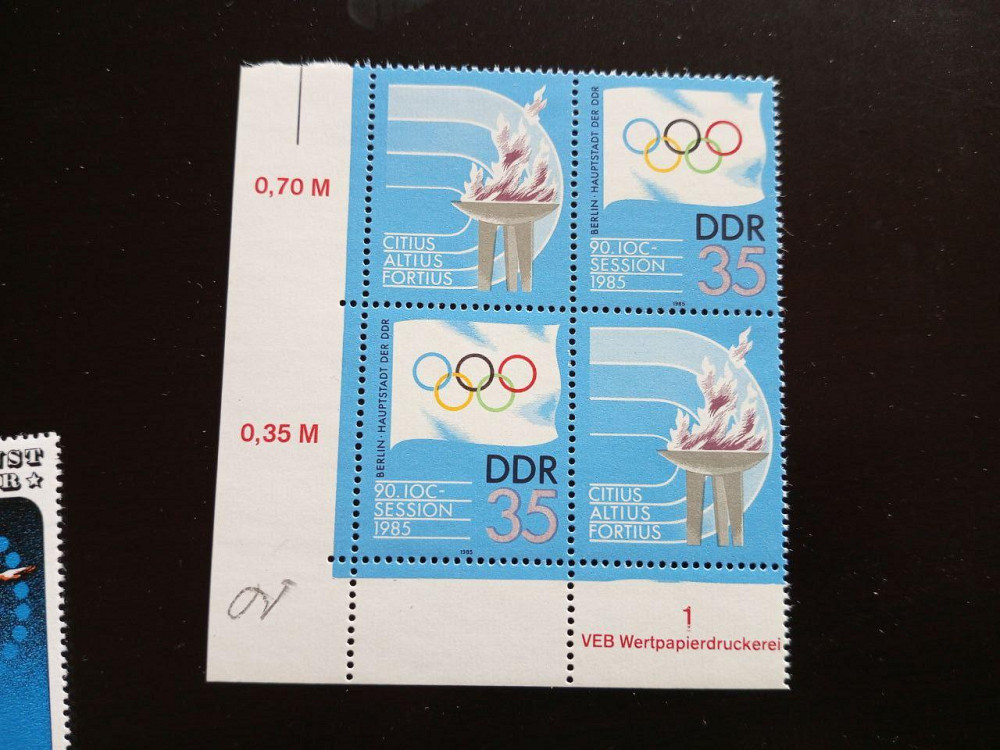 0,70 M
CITIUS
ALTIUS
FORTIUS
BERLIN · HAUPTSTADT DER DDR
DDR
90. IOC-
SESSION
1985
35
1985
0,35 M
BERLIN · HAUPTSTADT DER DDR
DDR
90. IOC-
SESSION
1985
35
1985
CITIUS
ALTIUS
FORTIUS
1
VEB Wertpapierdruckerei